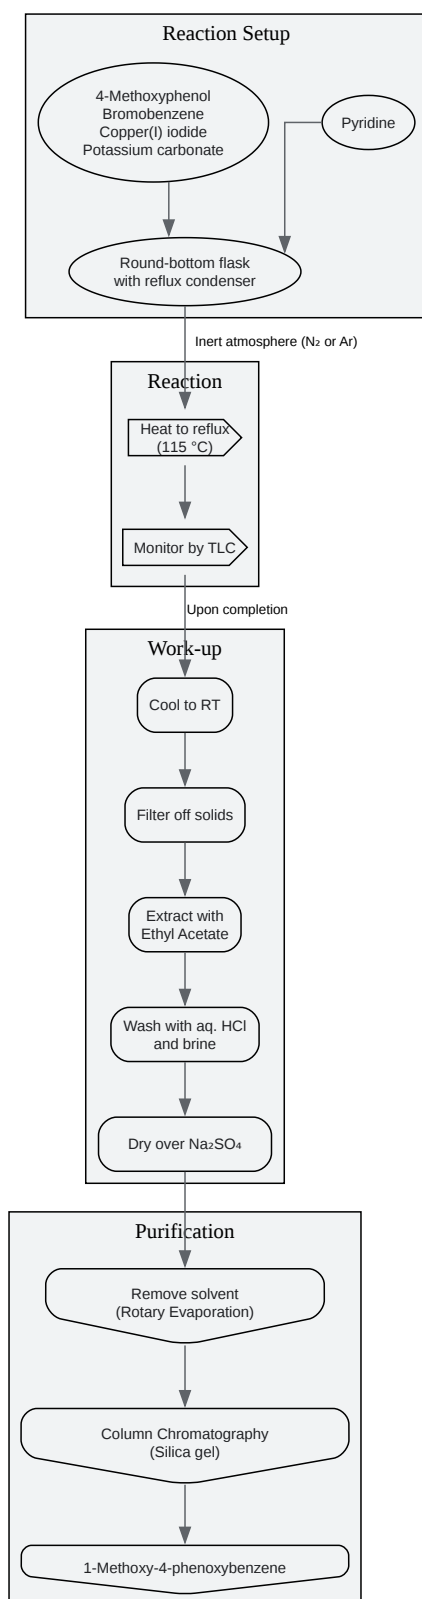 Reaction Setup
4-Methoxyphenol
Bromobenzene
Copper(I) iodide
Potassium carbonate
Pyridine
Round-bottom flask
with reflux condenser
Inert atmosphere (N₂ or Ar)
Reaction
Heat to reflux
(115 °C)
Monitor by TLC
Upon completion
Work-up
Cool to RT
Filter off solids
Extract with
Ethyl Acetate
Wash with aq. HCl
and brine
Dry over Na₂SO₄
Purification
Remove solvent
(Rotary Evaporation)
Column Chromatography
(Silica gel)
1-Methoxy-4-phenoxybenzene